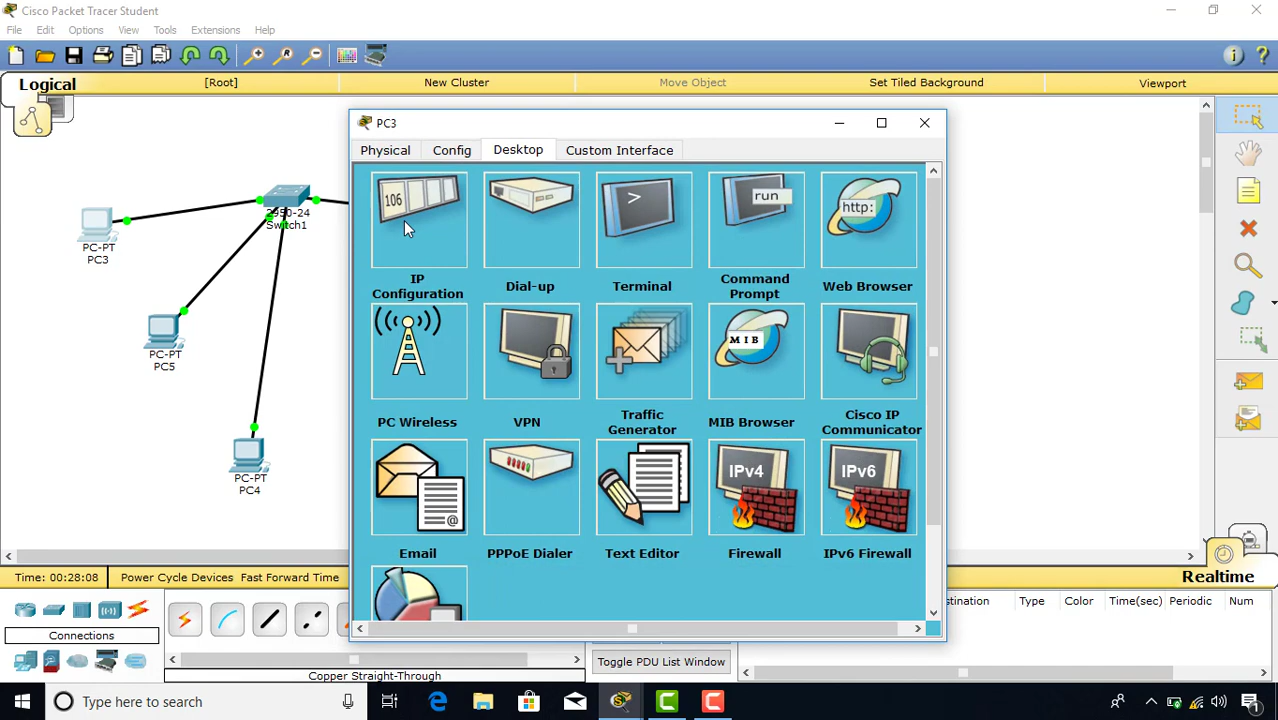 Cisco Packet Tracer Student
File Edit Options View Tools Extensions Help
Logical
[Root]
New Cluster
Move Object
Set Tiled Background
Viewport
PC3
Physical Config Desktop Custom Interface
106
>
run
http:
IP
Configuration
Dial-up
Terminal
Command
Prompt
Web Browser
MIB
PC Wireless
VPN
Traffic
Generator
MIB Browser
Cisco IP
Communicator
@
IPv4
IPv6
Email
PPPoE Dialer
Text Editor
Firewall
IPv6 Firewall
2950-24
Switch1
PC-PT
PC3
PC-PT
PC5
PC-PT
PC4
Time: 00:28:08 Power Cycle Devices Fast Forward Time
Realtime
Connections
Copper Straight-Through
Toggle PDU List Window
stination Type Color Time(sec) Periodic Num
Type here to search